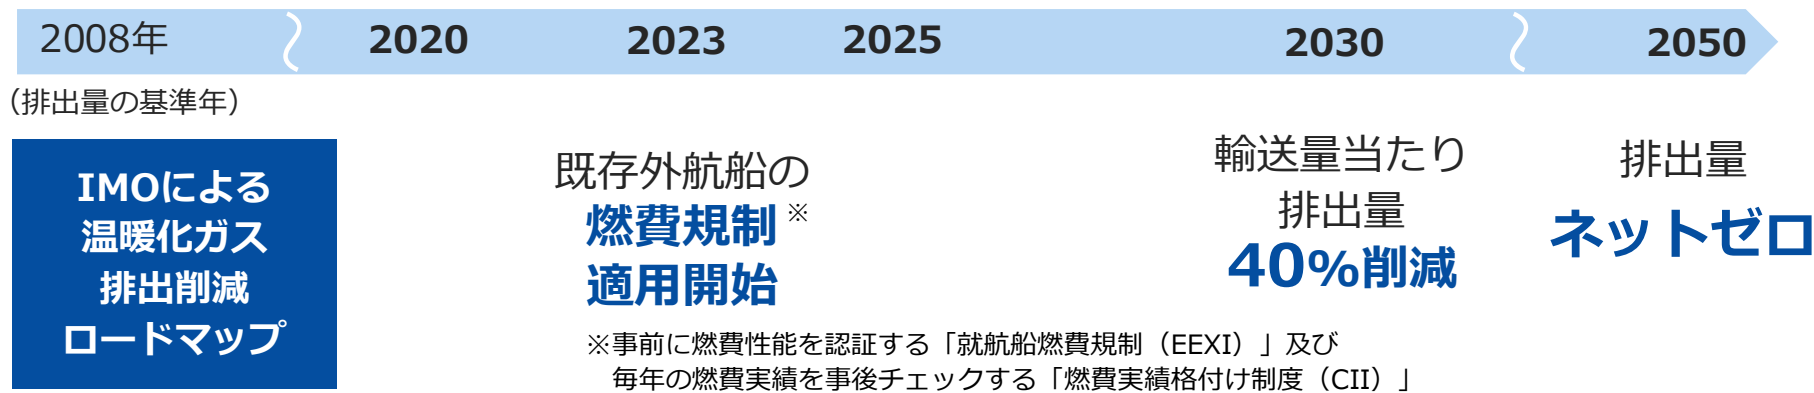 2008年 2020 2023 2025 2030 2050
（排出量の基準年）
IMOによる
温暖化ガス
排出削減
ロードマップ
既存外航船の
燃費規制※
適用開始
輸送量当たり
排出量
40%削減
排出量
ネットゼロ
※事前に燃費性能を認証する「就航船燃費規制（EEXI）」及び
毎年の燃費実績を事後チェックする「燃費実績格付け制度（CII）」